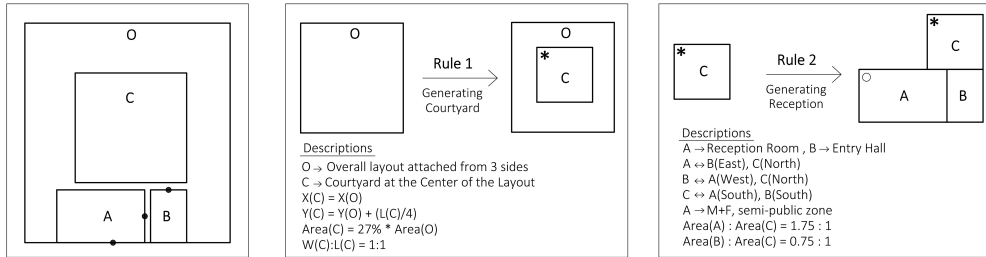 O
C
A
B
O
Rule 1
Generating
Courtyard
O
*
C
Descriptions
O → Overall layout attached from 3 sides
C → Courtyard at the Center of the Layout
X(C) = X(O)
Y(C) = Y(O) + (L(C)/4)
Area(C) = 27% * Area(O)
W(C):L(C) = 1:1
*
C
Rule 2
Generating
Reception
*
C
A
B
Descriptions
A → Reception Room , B → Entry Hall
A ↔ B(East), C(North)
B ↔ A(West), C(North)
C ↔ A(South), B(South)
A → M+F, semi-public zone
Area(A) : Area(C) = 1.75 : 1
Area(B) : Area(C) = 0.75 : 1